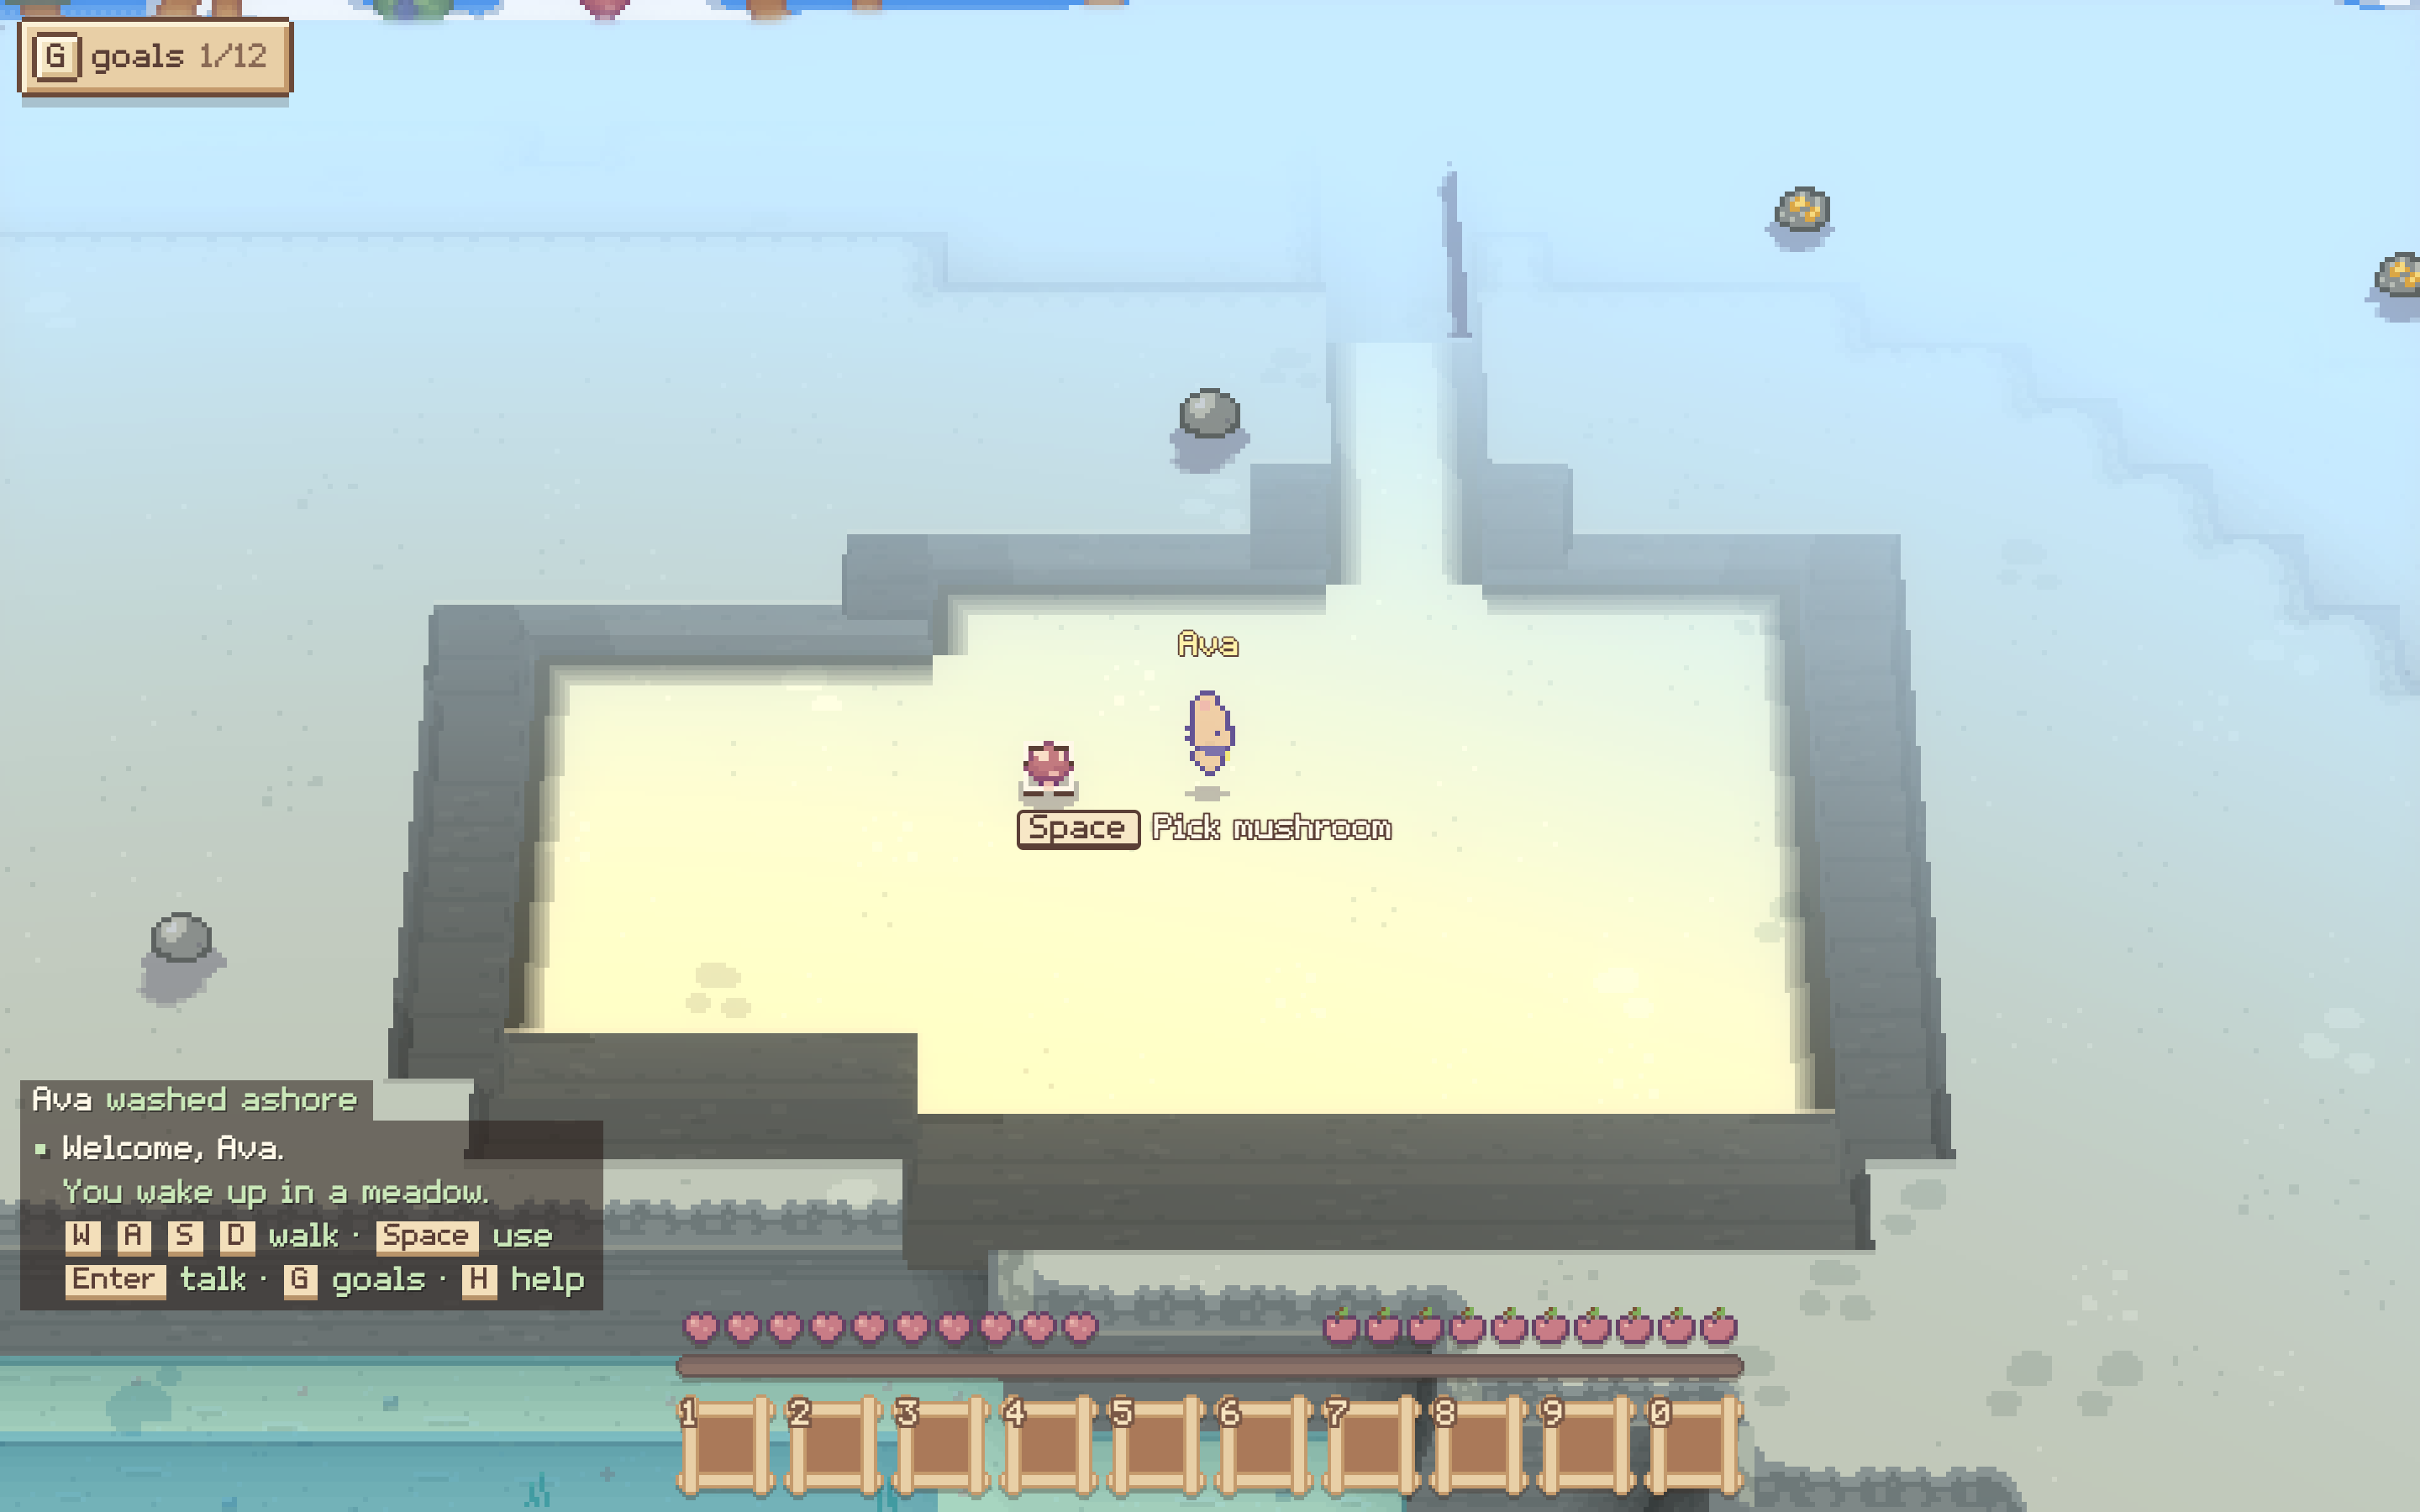 G goals 1/12
Ava
Space Pick mushroom
Ava washed ashore
Welcome, Ava.
You wake up in a meadow.
W A S D walk · Space use
Enter talk · G goals · H help
1 2 3 4 5 6 7 8 9 0